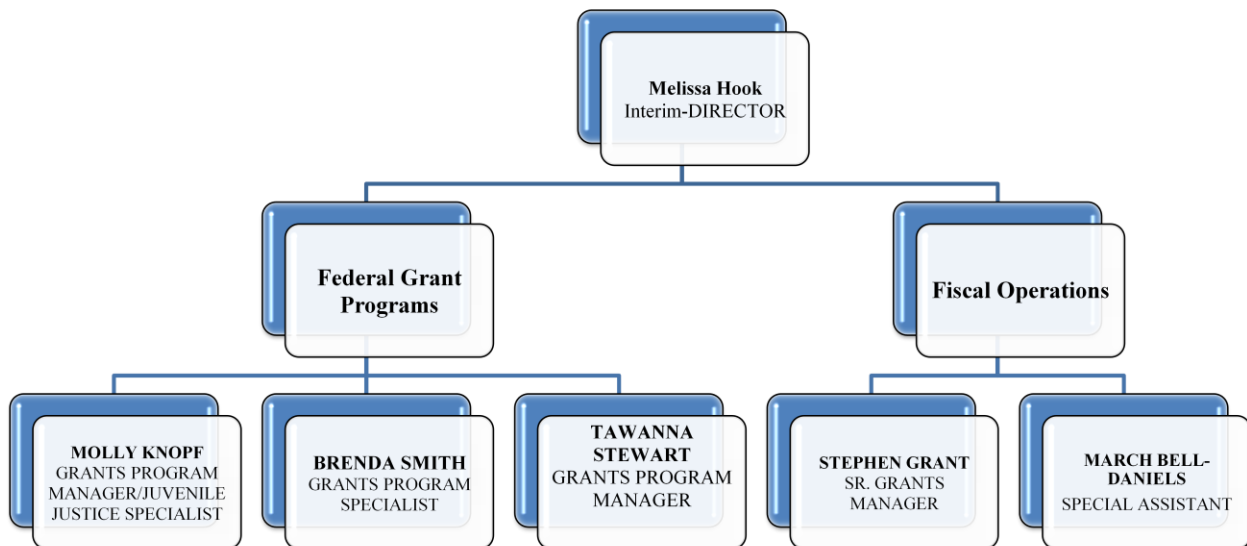 Melissa Hook
Interim-DIRECTOR
Federal Grant
Programs
Fiscal Operations
MOLLY KNOPF
GRANTS PROGRAM
MANAGER/JUVENILE
JUSTICE SPECIALIST
BRENDA SMITH
GRANTS PROGRAM
SPECIALIST
TAWANNA
STEWART
GRANTS PROGRAM
MANAGER
STEPHEN GRANT
SR. GRANTS
MANAGER
MARCH BELL-
DANIELS
SPECIAL ASSISTANT